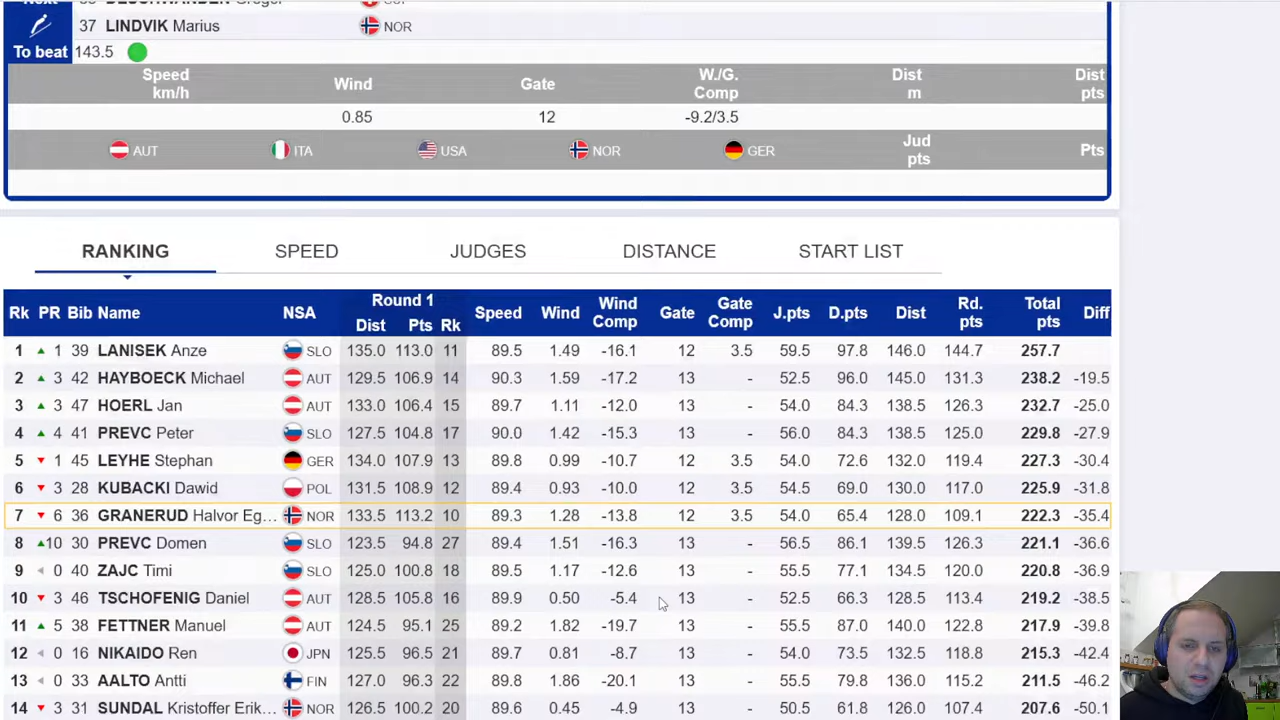 Next
DESCHWANDEN Gregor
37 LINDVIK Marius NOR
To beat 143.5
Speed km/h Wind Gate W./G. Comp Dist m Dist pts
0.85 12 -9.2/3.5
AUT ITA USA NOR GER Jud pts Pts
RANKING SPEED JUDGES DISTANCE START LIST
Rk PR Bib Name NSA Round 1 Dist Pts Rk Speed Wind Wind Comp Gate Gate Comp J.pts D.pts Dist Rd. pts Total pts Diff
1 1 39 LANISEK Anze SLO 135.0 113.0 11 89.5 1.49 -16.1 12 3.5 59.5 97.8 146.0 144.7 257.7
2 3 42 HAYBOECK Michael AUT 129.5 106.9 14 90.3 1.59 -17.2 13 - 52.5 96.0 145.0 131.3 238.2 -19.5
3 3 47 HOERL Jan AUT 133.0 106.4 15 89.7 1.11 -12.0 13 - 54.0 84.3 138.5 126.3 232.7 -25.0
4 4 41 PREVC Peter SLO 127.5 104.8 17 90.0 1.42 -15.3 13 - 56.0 84.3 138.5 125.0 229.8 -27.9
5 1 45 LEYHE Stephan GER 134.0 107.9 13 89.8 0.99 -10.7 12 3.5 54.0 72.6 132.0 119.4 227.3 -30.4
6 3 28 KUBACKI Dawid POL 131.5 108.9 12 89.4 0.93 -10.0 12 3.5 54.5 69.0 130.0 117.0 225.9 -31.8
7 6 36 GRANERUD Halvor Eg... NOR 133.5 113.2 10 89.3 1.28 -13.8 12 3.5 54.0 65.4 128.0 109.1 222.3 -35.4
8 10 30 PREVC Domen SLO 123.5 94.8 27 89.4 1.51 -16.3 13 - 56.5 86.1 139.5 126.3 221.1 -36.6
9 0 40 ZAJC Timi SLO 125.0 100.8 18 89.5 1.17 -12.6 13 - 55.5 77.1 134.5 120.0 220.8 -36.9
10 3 46 TSCHOFENIG Daniel AUT 128.5 105.8 16 89.9 0.50 -5.4 13 - 52.5 66.3 128.5 113.4 219.2 -38.5
11 5 38 FETTNER Manuel AUT 124.5 95.1 25 89.2 1.82 -19.7 13 - 55.5 87.0 140.0 122.8 217.9 -39.8
12 0 16 NIKAIDO Ren JPN 125.5 96.5 21 89.7 0.81 -8.7 13 - 54.0 73.5 132.5 118.8 215.3 -42.4
13 0 33 AALTO Antti FIN 127.0 96.3 22 89.8 1.86 -20.1 13 - 55.5 79.8 136.0 115.2 211.5 -46.2
14 3 31 SUNDAL Kristoffer Erik... NOR 126.5 100.2 20 89.6 0.45 -4.9 13 - 50.5 61.8 126.0 107.4 207.6 -50.1